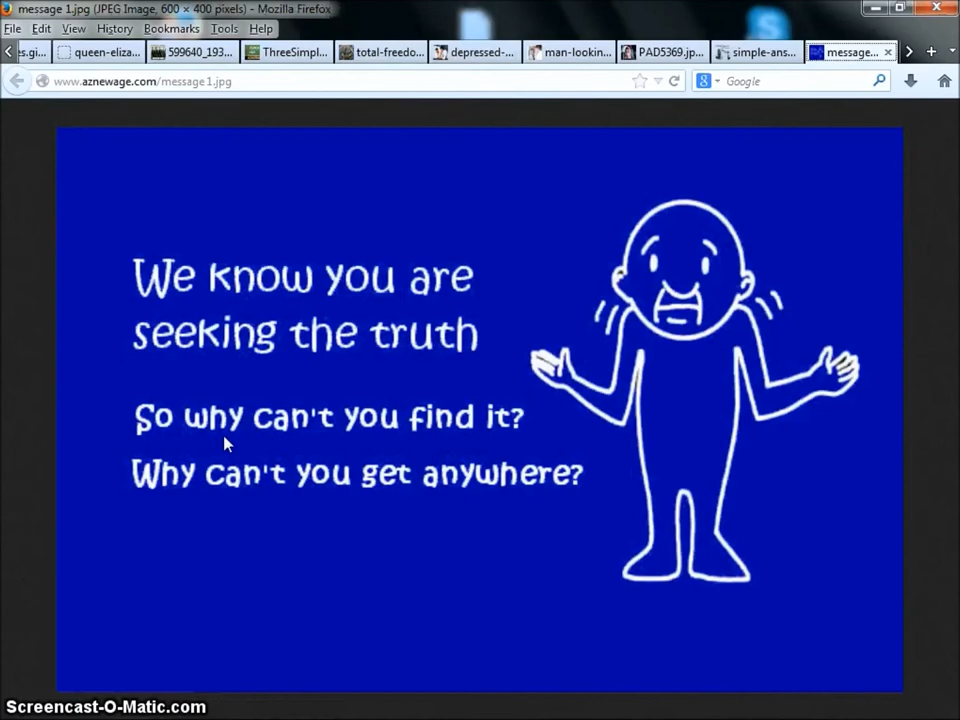 message 1.jpg (JPEG Image, 600 × 400 pixels) - Mozilla Firefox
File Edit View History Bookmarks Tools Help
es.gi... queen-eliza... 599640_193... ThreeSimpl... total-freedo... depressed-... man-lookin... PAD5369.jp... simple-ans... message...
www.aznewage.com/message1.jpg Google
We know you are
seeking the truth
So why can't you find it?
Why can't you get anywhere?
Screencast-O-Matic.com